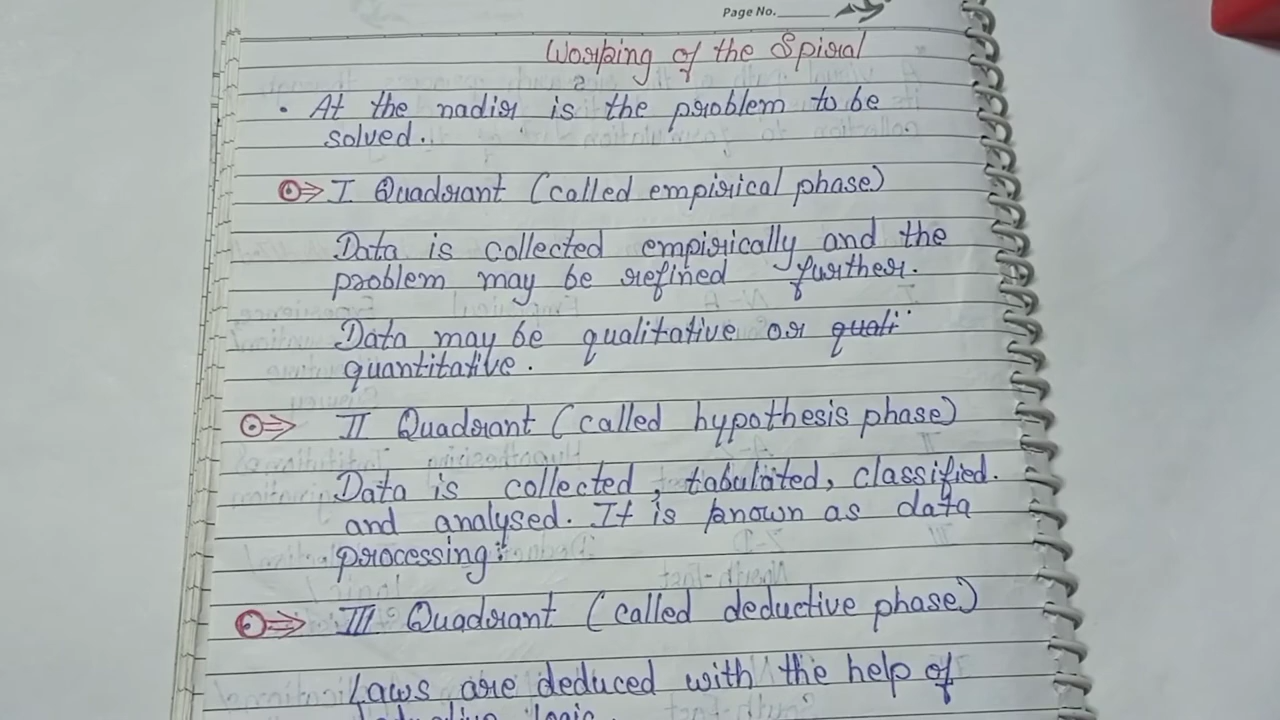 Page No.
Working of the Spiral
• At the nadir is the problem to be
solved.
I Quadrant (called empirical phase)
Data is collected empirically and the
problem may be refined further.
Data may be qualitative or quali
quantitative.
II Quadrant (called hypothesis phase)
Data is collected, tabulated, classified.
and analysed. It is known as data
processing.
III Quadrant (called deductive phase)
Laws are deduced with the help of
logic.